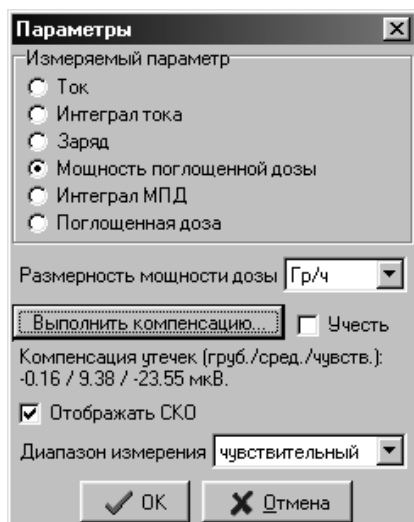 Параметры
Измеряемый параметр
Ток
Интеграл тока
Заряд
Мощность поглощенной дозы
Интеграл МПД
Поглощенная доза
Размерность мощности дозы Гр/ч
Выполнить компенсацию... Учесть
Компенсация утечек (груб./сред./чувств.):
-0.16 / 9.38 / -23.55 мкВ.
Отображать СКО
Диапазон измерения чувствительный
OK Отмена